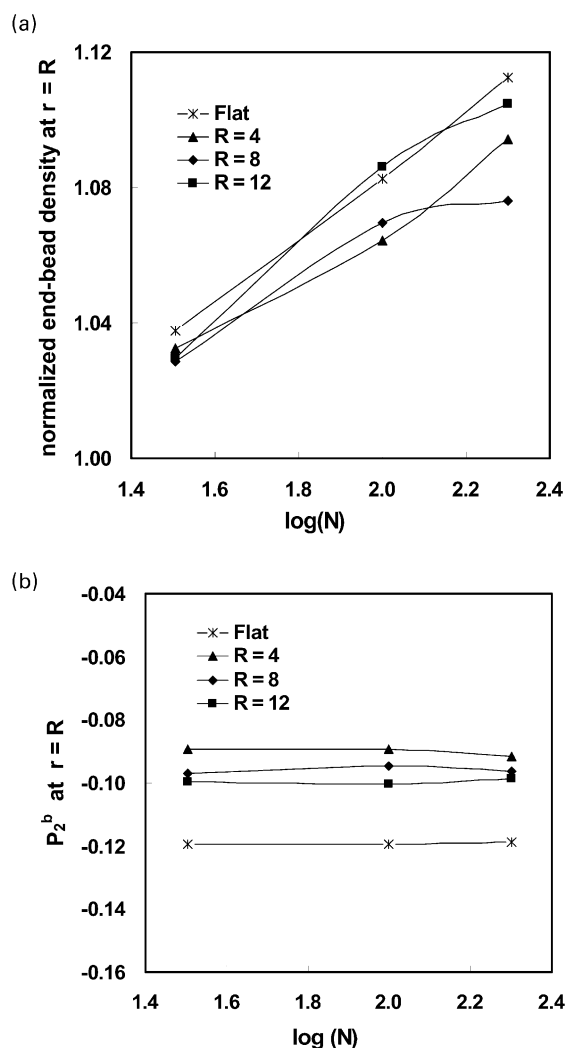 (a)
normalized end-bead density at r = R
1.12
1.08
1.04
1.00
Flat
R = 4
R = 8
R = 12
1.4 1.6 1.8 2.0 2.2 2.4
log(N)
(b)
P₂ᵇ at r = R
-0.04
-0.06
-0.08
-0.10
-0.12
-0.14
-0.16
Flat
R = 4
R = 8
R = 12
1.4 1.6 1.8 2.0 2.2 2.4
log (N)